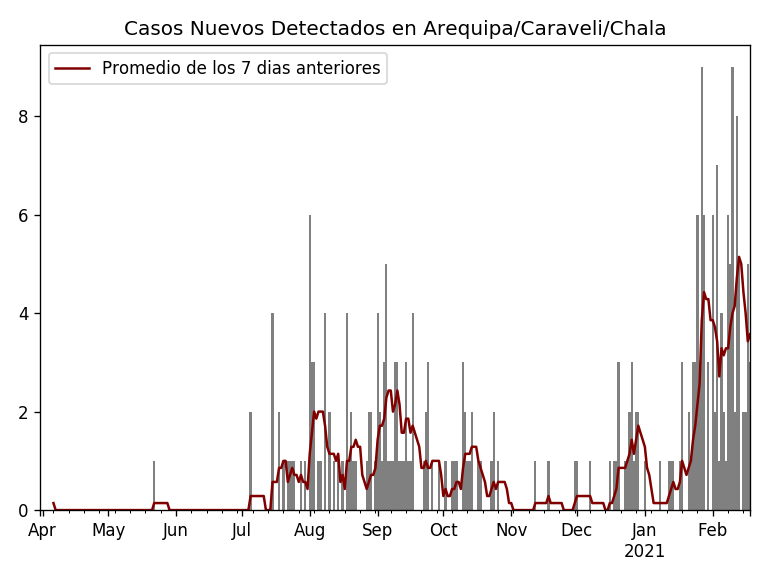 Casos Nuevos Detectados en Arequipa/Caraveli/Chala
Promedio de los 7 dias anteriores
8
6
4
2
0
Apr May Jun Jul Aug Sep Oct Nov Dec Jan Feb
2021